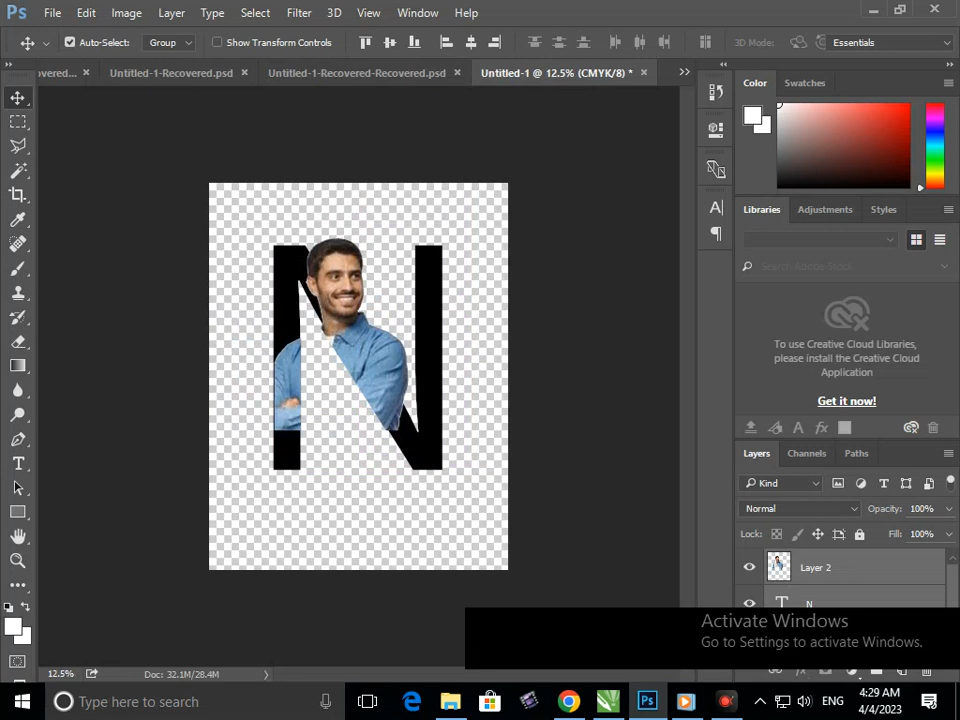 Ps File Edit Image Layer Type Select Filter 3D View Window Help
Auto-Select: Group Show Transform Controls 3D Mode: Essentials
overed... Untitled-1-Recovered.psd Untitled-1-Recovered-Recovered.psd Untitled-1 @ 12.5% (CMYK/8) *
Color Swatches
Libraries Adjustments Styles
Search Adobe Stock
To use Creative Cloud Libraries,
please install the Creative Cloud
Application
Get it now!
Layers Channels Paths
Kind
Normal Opacity: 100%
Lock: Fill: 100%
Layer 2
N
N
Activate Windows
Go to Settings to activate Windows.
12.5% Doc: 32.1M/28.4M
Type here to search
ENG
4:29 AM
4/4/2023